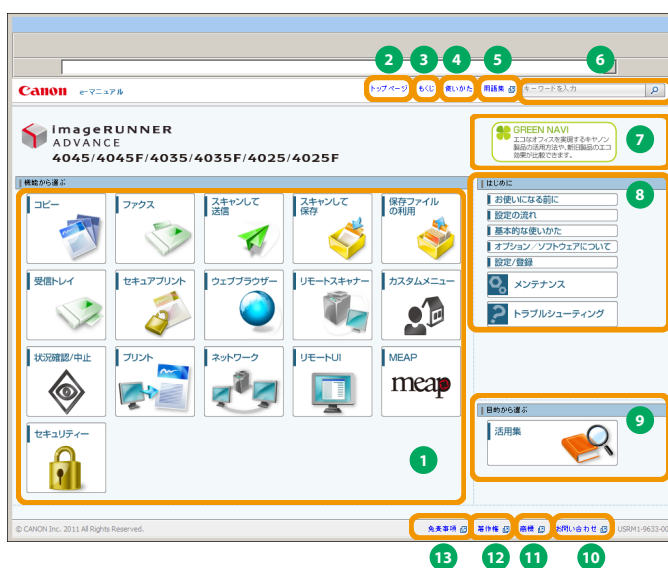 2 3 4 5 6
Canon e-マニュアル
トップページ もくじ 使いかた 用語集 キーワードを入力
imageRUNNER
ADVANCE
4045/4045F/4035/4035F/4025/4025F
GREEN NAVI
エコなオフィスを実現するキヤノン
製品の活用方法や、新旧製品のエコ
効果が比較できます。
7
機能から選ぶ
コピー
ファクス
スキャンして
送信
スキャンして
保存
保存ファイル
の利用
受信トレイ
セキュアプリント
ウェブブラウザー
リモートスキャナー
カスタムメニュー
状況確認/中止
プリント
ネットワーク
リモートUI
MEAP
meap
セキュリティー
1
はじめに
8
お使いになる前に
設定の流れ
基本的な使いかた
オプション/ソフトウェアについて
設定/登録
メンテナンス
トラブルシューティング
目的から選ぶ
9
活用集
© CANON Inc. 2011 All Rights Reserved.
免責事項 著作権 商標 お問い合わせ USRM1-9633-00
13 12 11 10